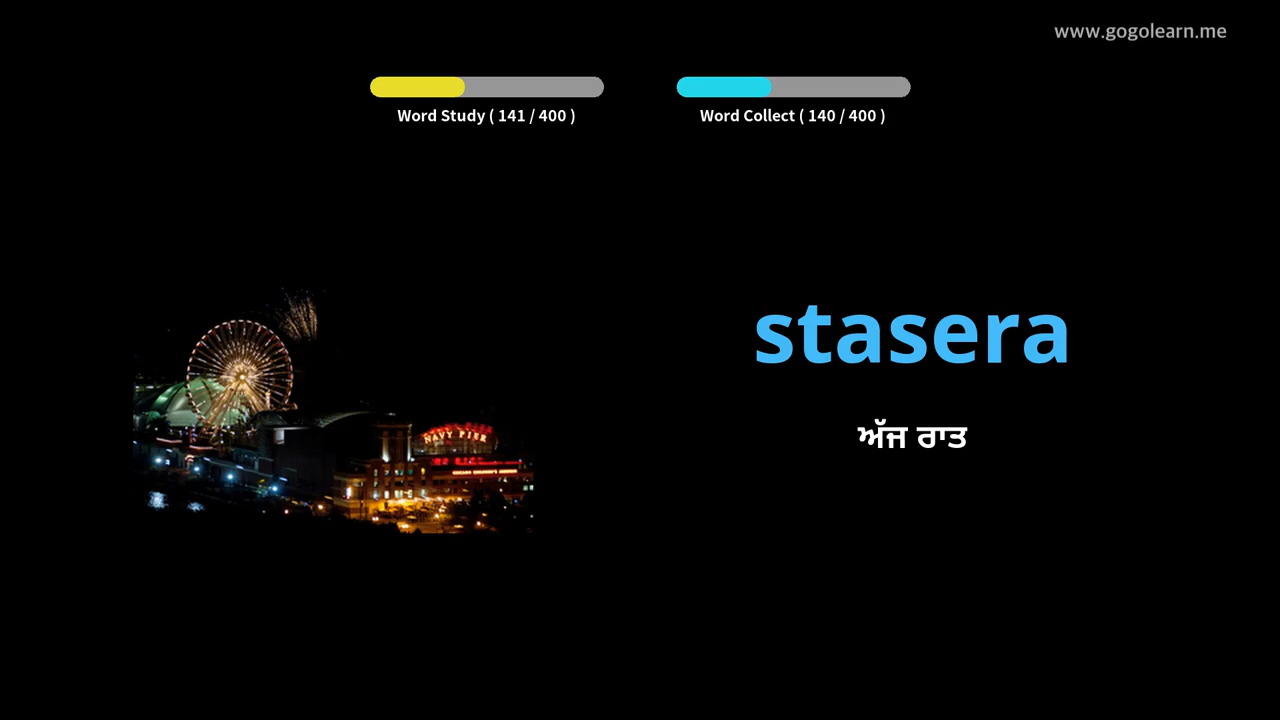 www.gogolearn.me
Word Study ( 141 / 400 )
Word Collect ( 140 / 400 )
stasera
ਅੱਜ ਰਾਤ
NAVY PIER